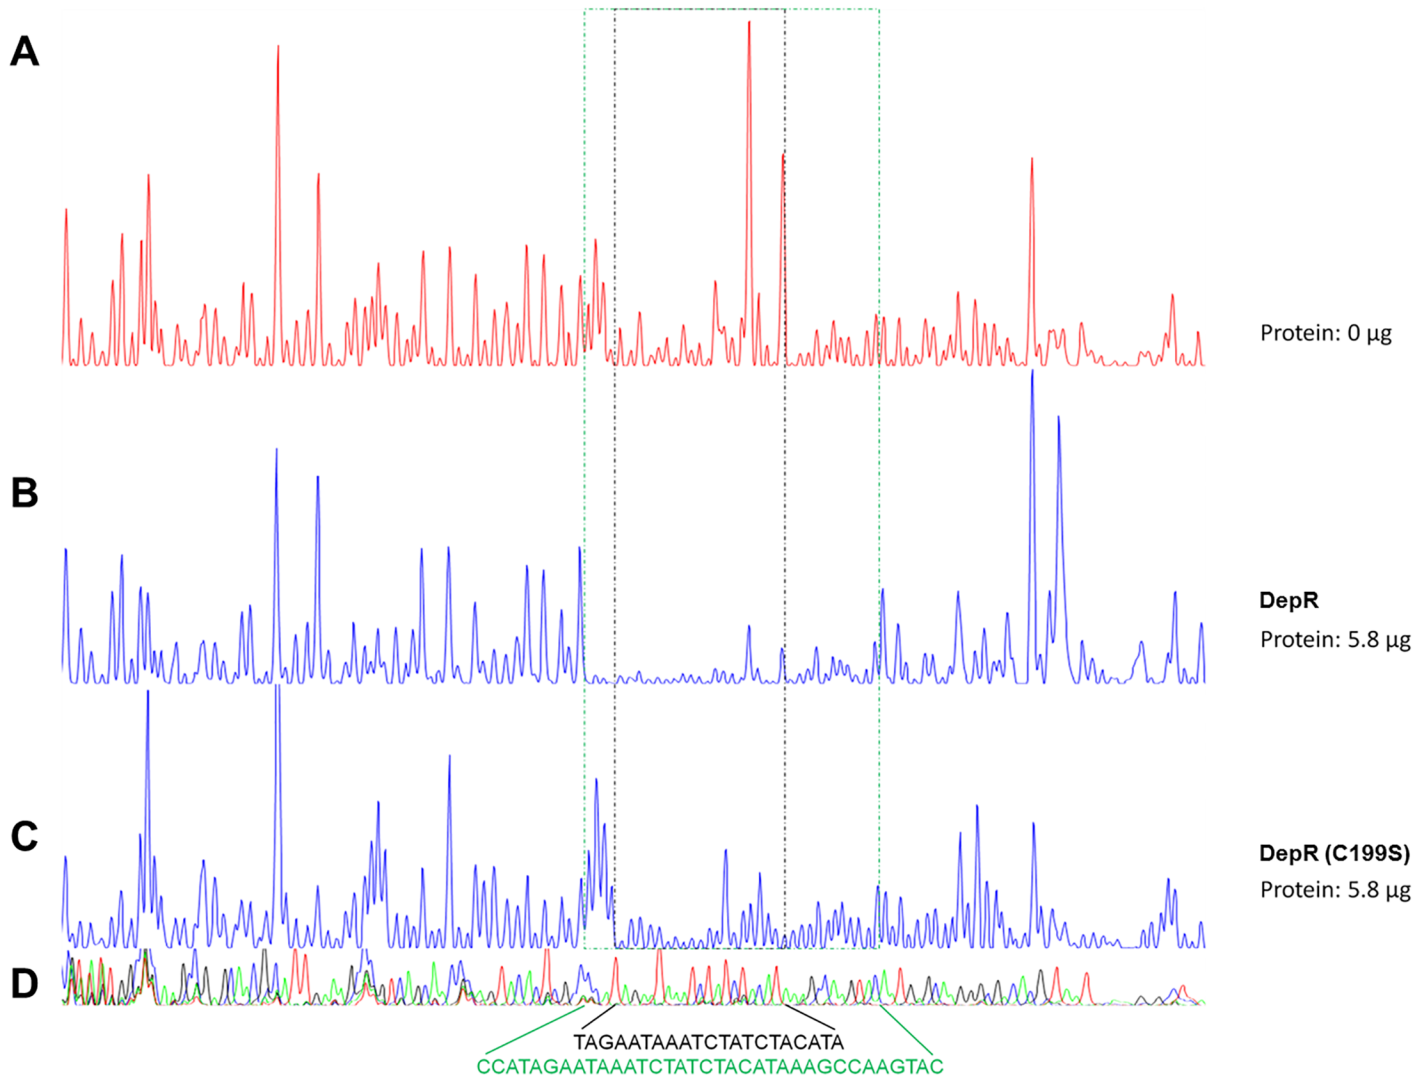 A
Protein: 0 µg
B
DepR
Protein: 5.8 µg
C
DepR (C199S)
Protein: 5.8 µg
D
TAGAATAAATCTATCTACATA
CCATAGAATAAATCTATCTACATAAAGCCAAGTAC